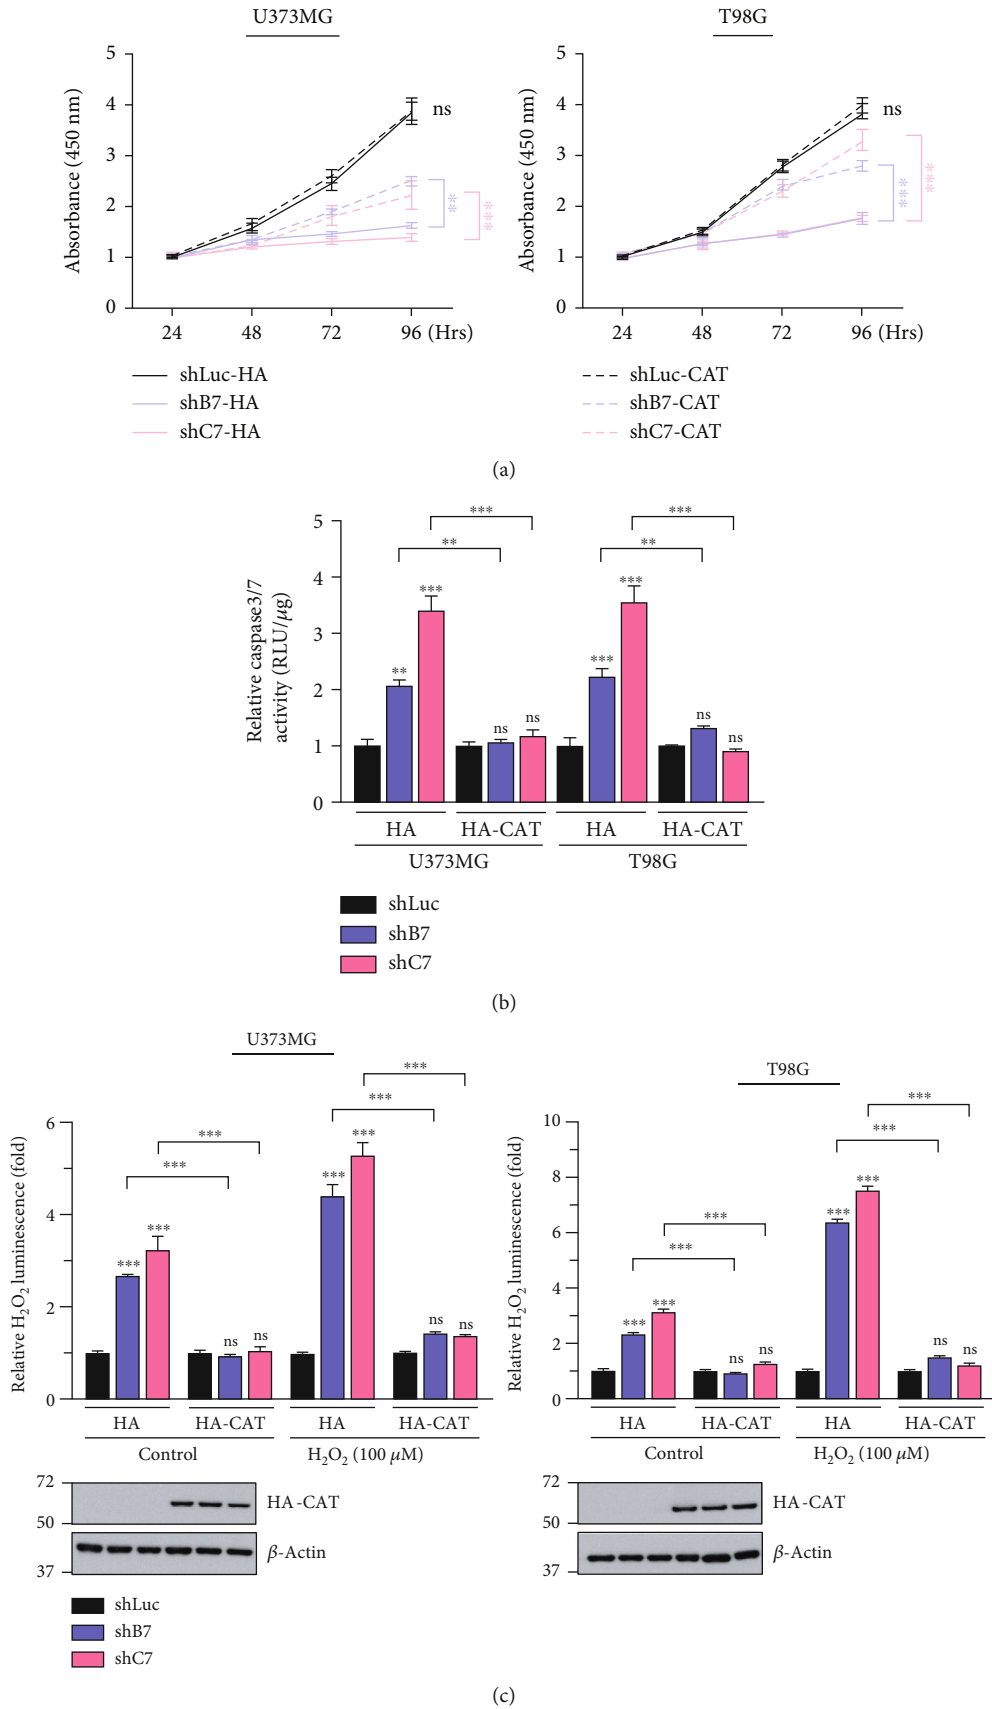 U373MG
T98G
Absorbance (450 nm)
5
4
3
2
1
0
24 48 72 96 (Hrs)
ns
**
***
Absorbance (450 nm)
5
4
3
2
1
0
24 48 72 96 (Hrs)
ns
***
***
shLuc-HA
shB7-HA
shC7-HA
shLuc-CAT
shB7-CAT
shC7-CAT
(a)
Relative caspase3/7
activity (RLU/µg)
5
4
3
2
1
0
*** ***
** **
*** ***
** ***
ns ns ns ns
HA HA-CAT HA HA-CAT
U373MG T98G
shLuc
shB7
shC7
(b)
U373MG
Relative H₂O₂ luminescence (fold)
6
4
2
1
0
***
***
*** ***
*** ***
*** ***
ns ns ns ns
HA HA-CAT HA HA-CAT
Control H₂O₂ (100 µM)
72
50
37
HA-CAT
β-Actin
T98G
Relative H₂O₂ luminescence (fold)
10
8
6
4
2
1
0
***
***
*** ***
*** ***
*** ***
ns ns ns ns
HA HA-CAT HA HA-CAT
Control H₂O₂ (100 µM)
72
50
37
HA-CAT
β-Actin
shLuc
shB7
shC7
(c)